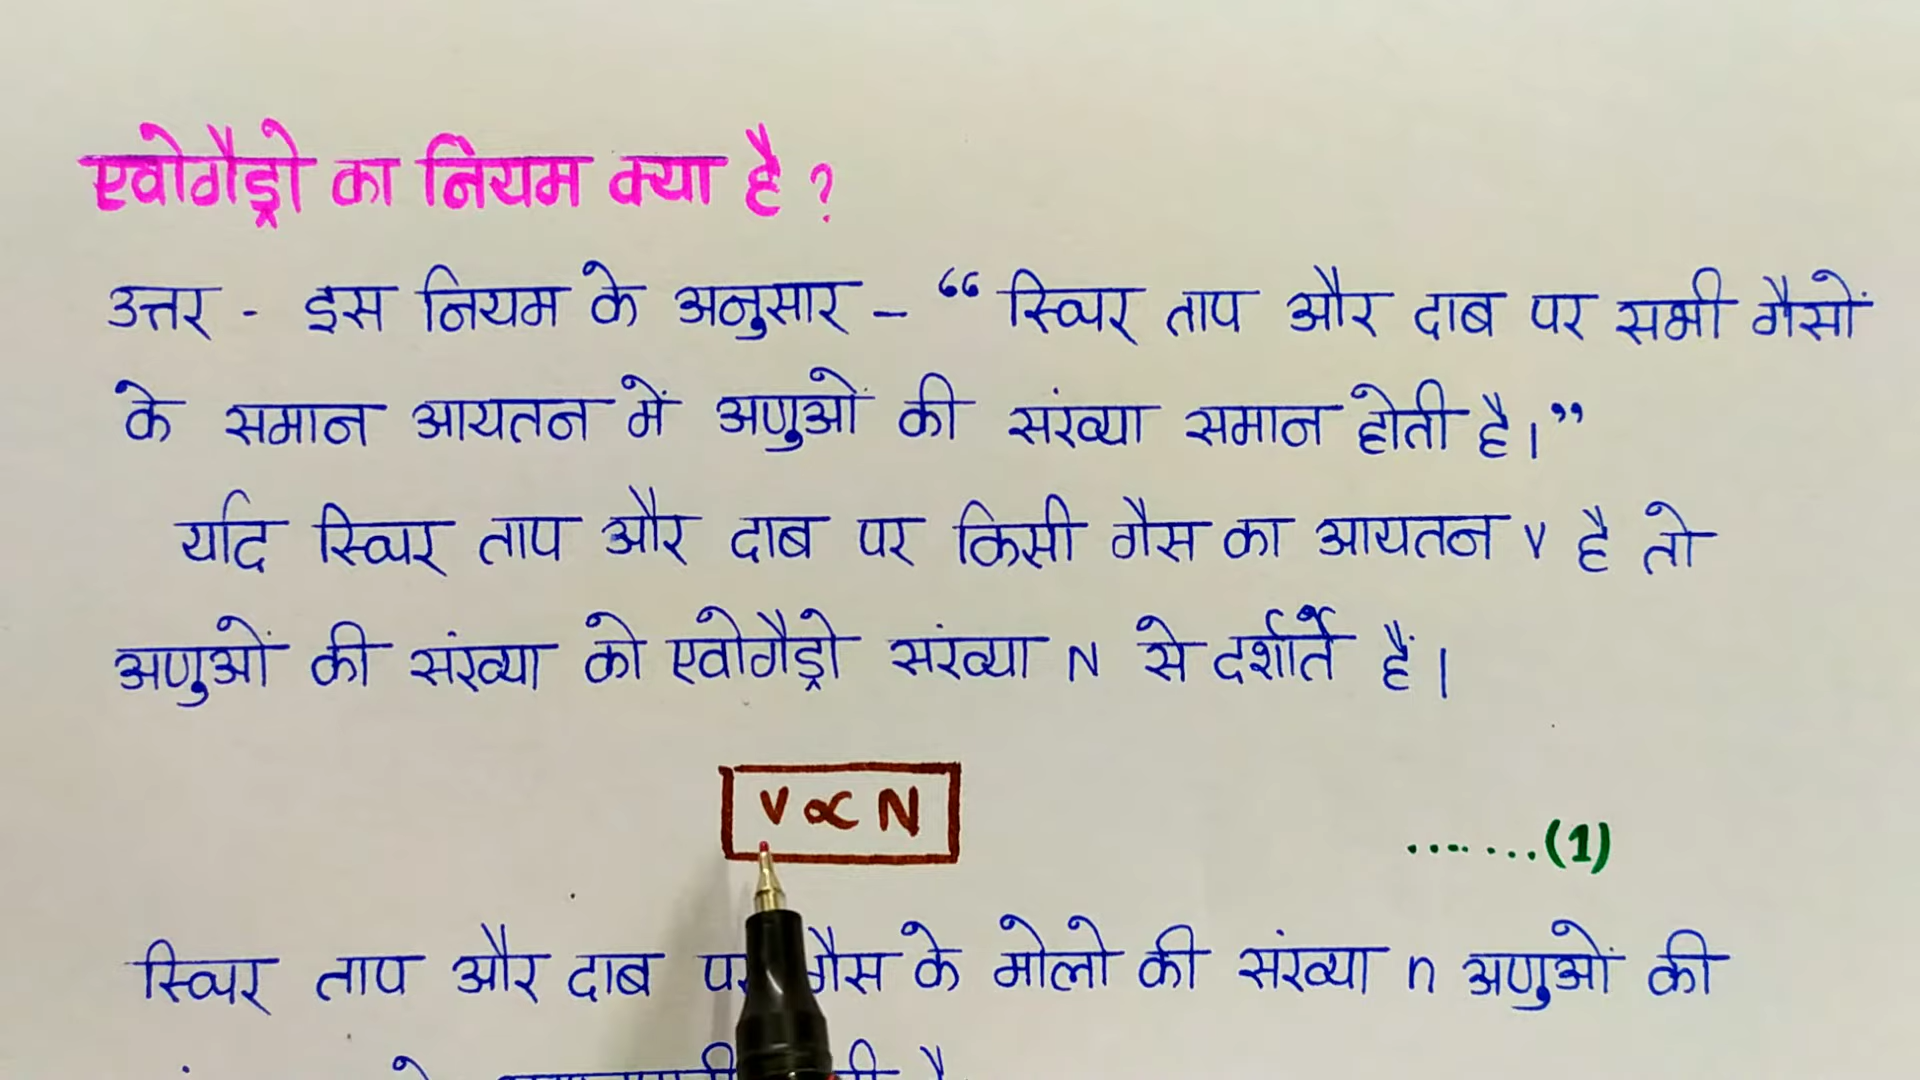 एवोगैड्रो का नियम क्या है ?
उत्तर - इस नियम के अनुसार - “ स्थिर ताप और दाब पर सभी गैसों
के समान आयतन में अणुओं की संख्या समान होती है।”
यदि स्थिर ताप और दाब पर किसी गैस का आयतन V है तो
अणुओं की संख्या को एवोगैड्रो संख्या N से दर्शाते हैं।
V ∝ N
.......(1)
स्थिर ताप और दाब पर गैस के मोलो की संख्या n अणुओं की